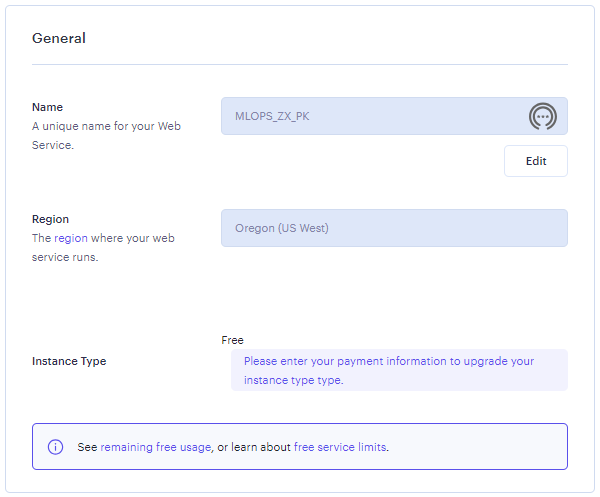 General
Name
A unique name for your Web
Service.
MLOPS_ZX_PK
Edit
Region
The region where your web
service runs.
Oregon (US West)
Instance Type
Free
Please enter your payment information to upgrade your
instance type type.
See remaining free usage, or learn about free service limits.